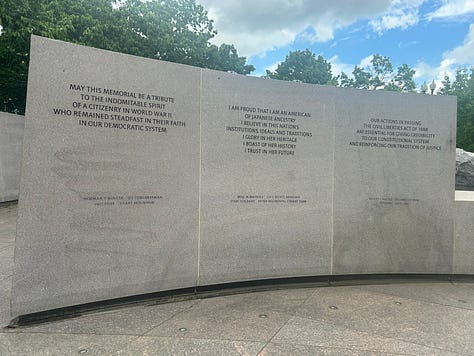 MAY THIS MEMORIAL BE A TRIBUTE
TO THE INDOMITABLE SPIRIT
OF A CITIZENRY IN WORLD WAR II
WHO REMAINED STEADFAST IN THEIR FAITH
IN OUR DEMOCRATIC SYSTEM
NORMAN Y. MINETA
I AM PROUD THAT I AM AN AMERICAN
OF JAPANESE ANCESTRY
I BELIEVE IN THIS NATION'S
INSTITUTIONS IDEALS AND TRADITIONS
I GLORY IN HER HERITAGE
I BOAST OF HER HISTORY
I TRUST IN HER FUTURE
OUR ACTIONS IN PASSING
THE CIVIL LIBERTIES ACT OF 1988
ARE ESSENTIAL FOR GIVING CREDIBILITY
TO OUR CONSTITUTIONAL SYSTEM
AND REINFORCING OUR TRADITION OF JUSTICE